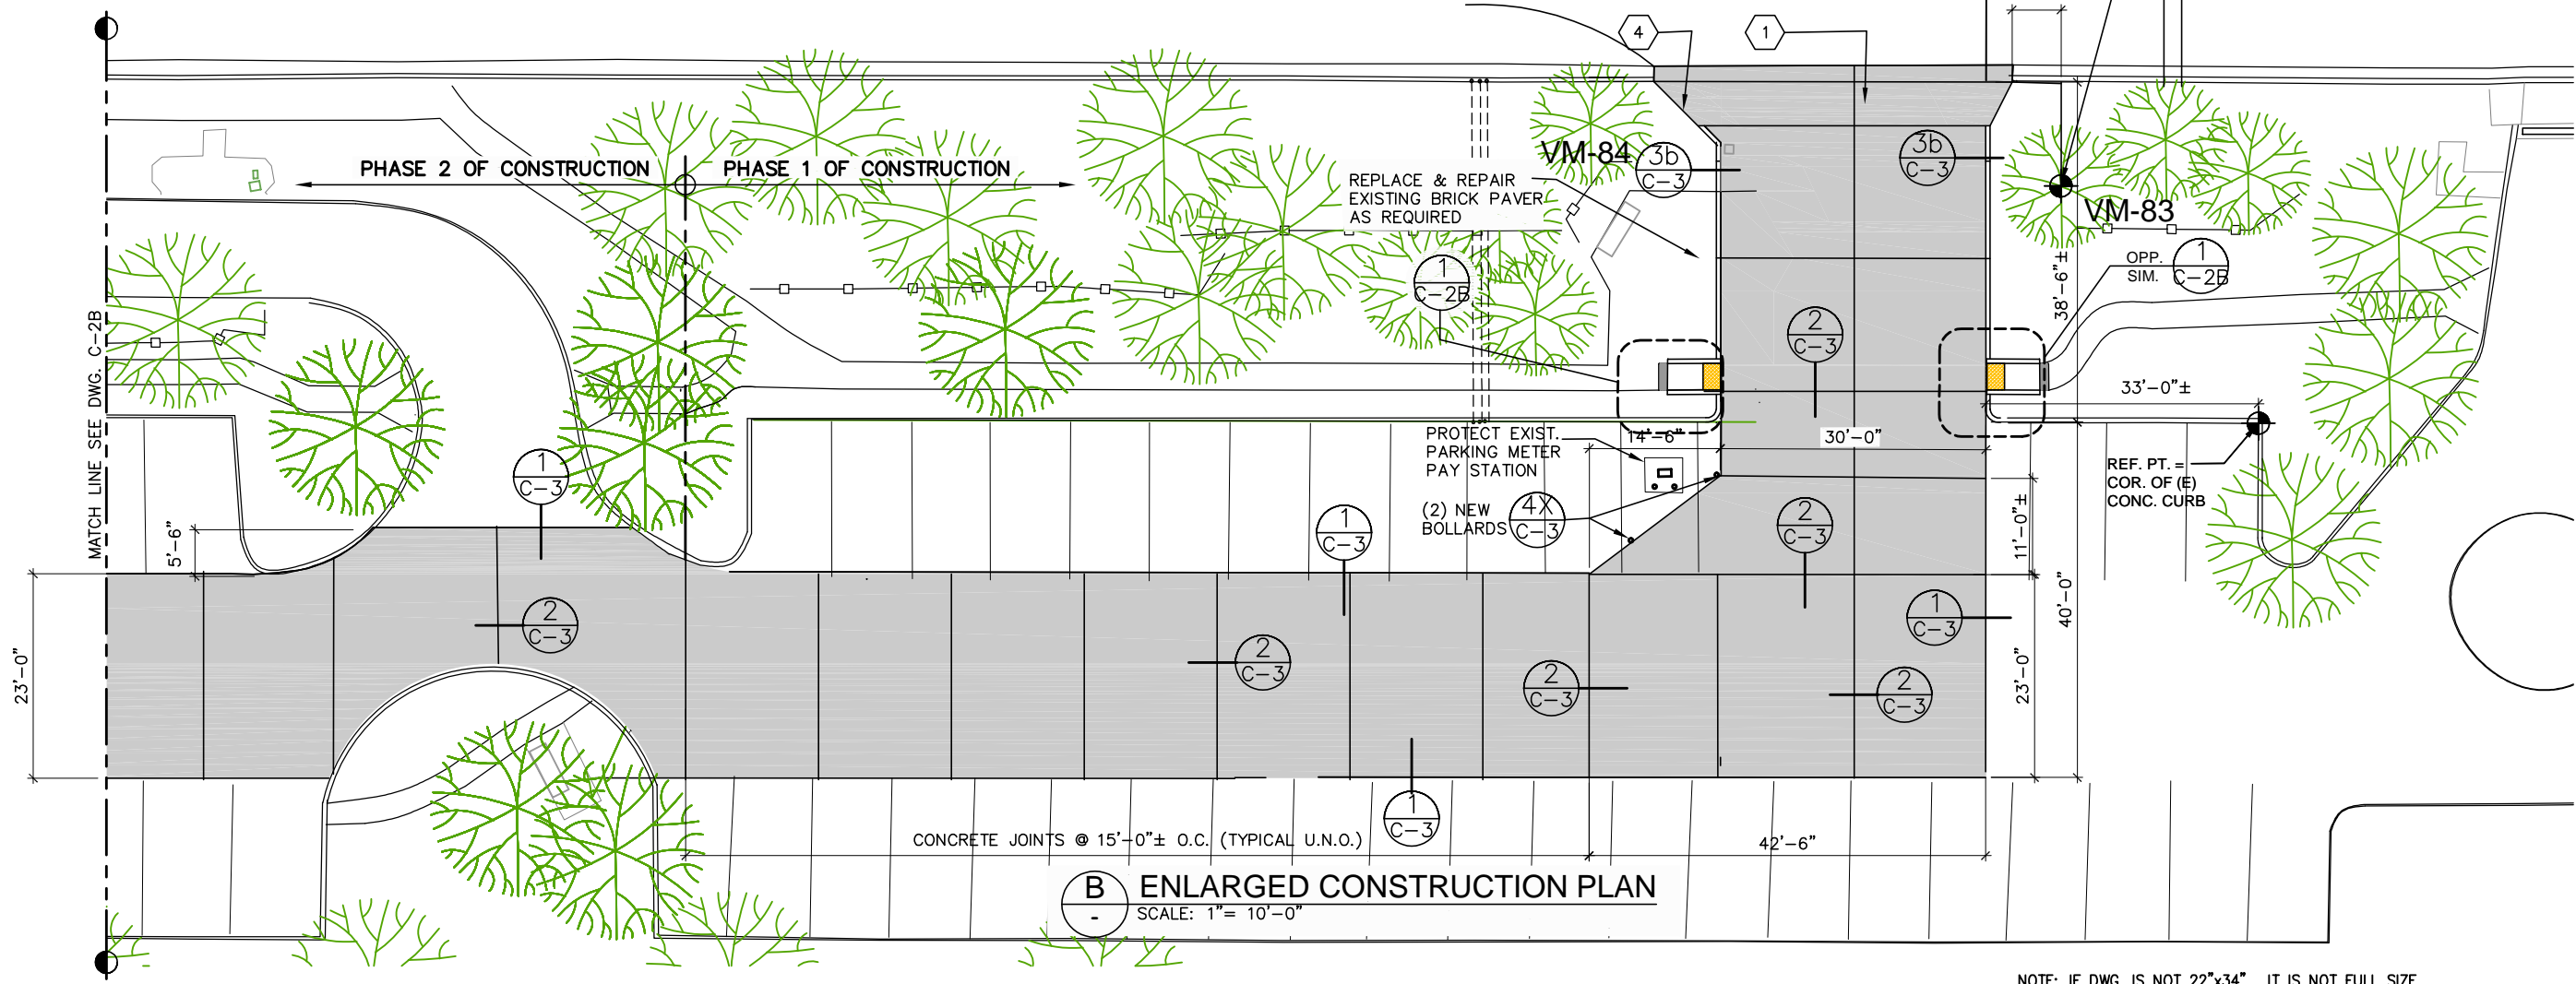 4
1
PHASE 2 OF CONSTRUCTION
PHASE 1 OF CONSTRUCTION
VM-84
3b
C-3
3b
C-3
REPLACE & REPAIR
EXISTING BRICK PAVER
AS REQUIRED
VM-83
1
C-2B
OPP.
SIM.
1
C-2B
38'-6"±
2
C-3
33'-0"±
MATCH LINE SEE DWG. C-2B
PROTECT EXIST.
PARKING METER
PAY STATION
14'-6"
30'-0"
1
C-3
REF. PT. =
COR. OF (E)
CONC. CURB
(2) NEW
BOLLARDS
4X
C-3
1
C-3
2
C-3
11'-0"±
5'-6"
40'-0"
2
C-3
1
C-3
23'-0"
2
C-3
2
C-3
2
C-3
23'-0"
1
C-3
CONCRETE JOINTS @ 15'-0"± O.C. (TYPICAL U.N.O.)
42'-6"
B
-
ENLARGED CONSTRUCTION PLAN
SCALE: 1"= 10'-0"
NOTE: IF DWG. IS NOT 22"x34", IT IS NOT FULL SIZE